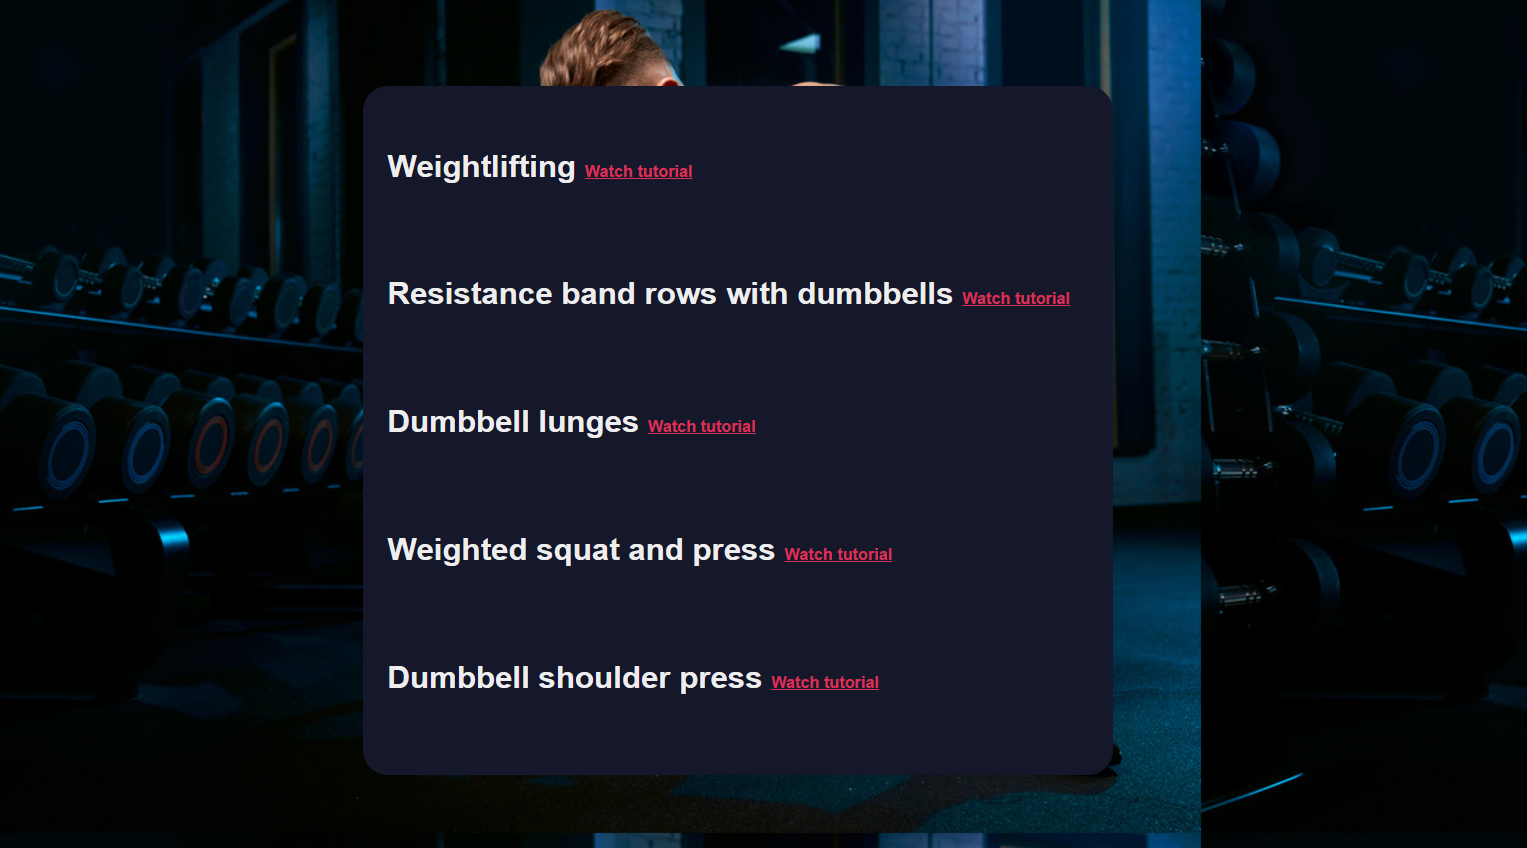 Weightlifting Watch tutorial
Resistance band rows with dumbbells Watch tutorial
Dumbbell lunges Watch tutorial
Weighted squat and press Watch tutorial
Dumbbell shoulder press Watch tutorial